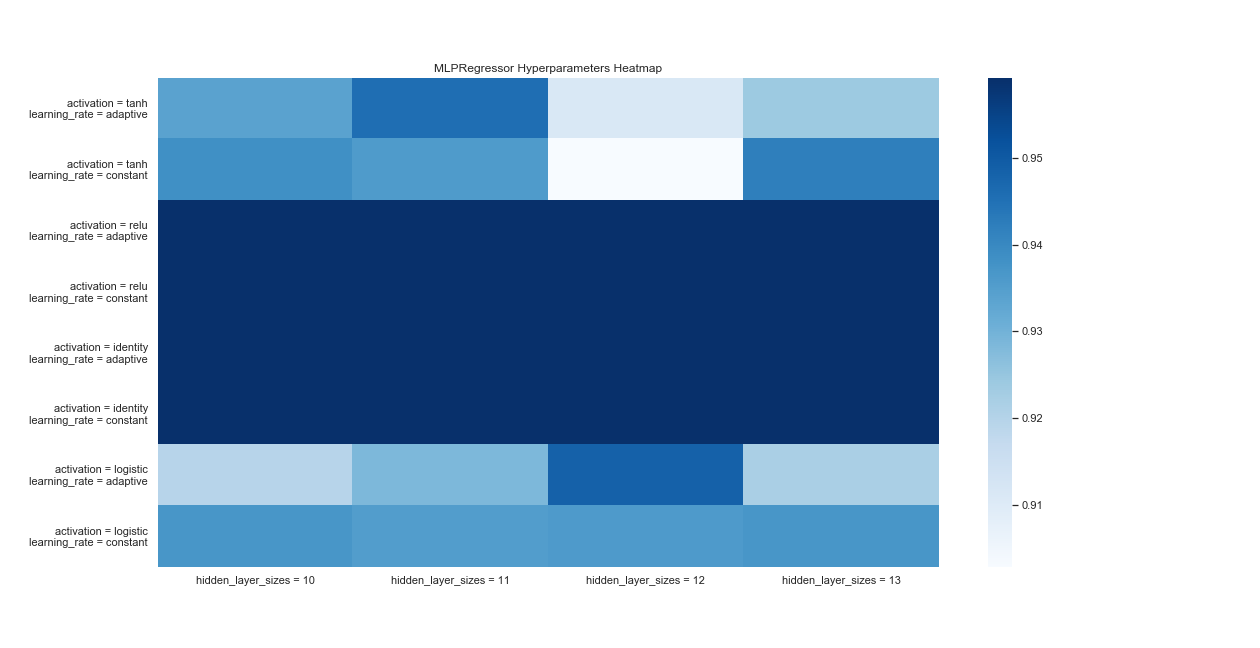 MLPRegressor Hyperparameters Heatmap
activation = tanh
learning_rate = adaptive
activation = tanh
learning_rate = constant
activation = relu
learning_rate = adaptive
activation = relu
learning_rate = constant
activation = identity
learning_rate = adaptive
activation = identity
learning_rate = constant
activation = logistic
learning_rate = adaptive
activation = logistic
learning_rate = constant
hidden_layer_sizes = 10
hidden_layer_sizes = 11
hidden_layer_sizes = 12
hidden_layer_sizes = 13
0.95
0.94
0.93
0.92
0.91